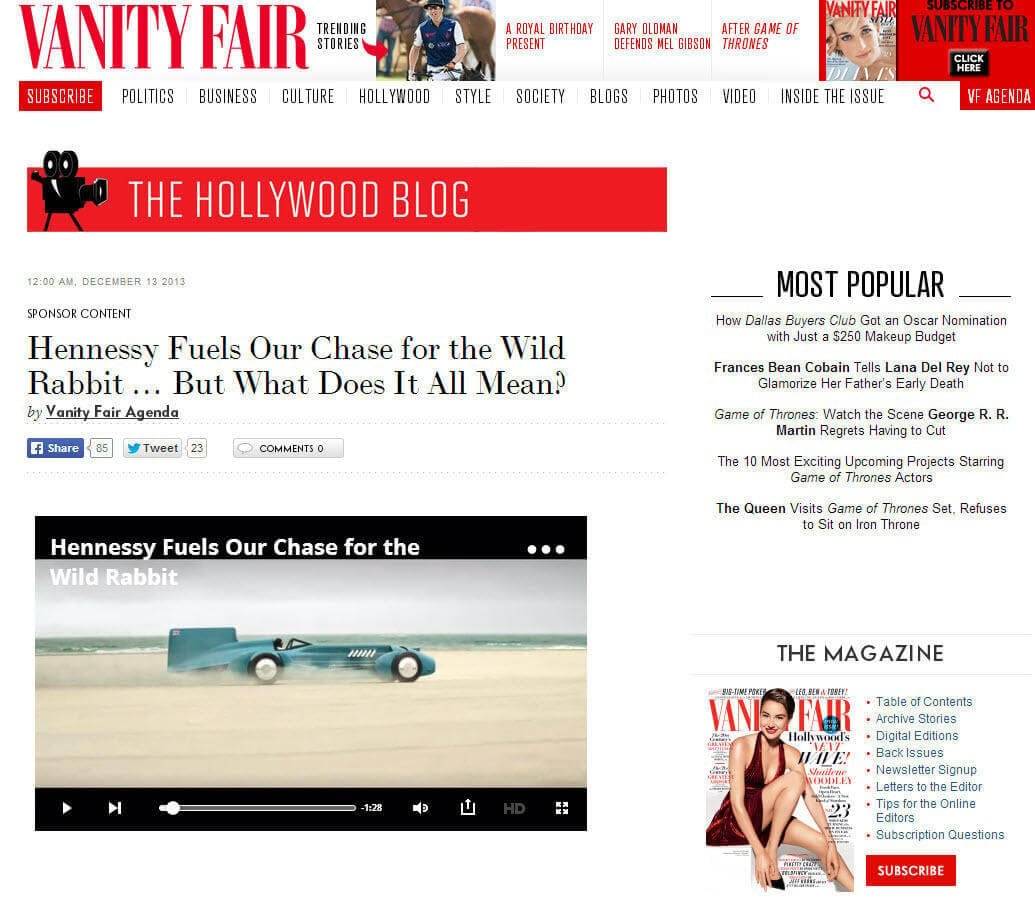 VANITY FAIR
TRENDING
STORIES
A ROYAL BIRTHDAY
PRESENT
GARY OLDMAN
DEFENDS MEL GIBSON
AFTER GAME OF
THRONES
VANITY FAIR
SUBSCRIBE TO
VANITY FAIR
CLICK
HERE
SUBSCRIBE
POLITICS
BUSINESS
CULTURE
HOLLYWOOD
STYLE
SOCIETY
BLOGS
PHOTOS
VIDEO
INSIDE THE ISSUE
VF AGENDA
THE HOLLYWOOD BLOG
12:00 AM, DECEMBER 13 2013
SPONSOR CONTENT
Hennessy Fuels Our Chase for the Wild
Rabbit ... But What Does It All Mean?
by Vanity Fair Agenda
Share 85
Tweet 23
COMMENTS 0
Hennessy Fuels Our Chase for the
Wild Rabbit
-1:28
HD
MOST POPULAR
How Dallas Buyers Club Got an Oscar Nomination
with Just a $250 Makeup Budget
Frances Bean Cobain Tells Lana Del Rey Not to
Glamorize Her Father's Early Death
Game of Thrones: Watch the Scene George R. R.
Martin Regrets Having to Cut
The 10 Most Exciting Upcoming Projects Starring
Game of Thrones Actors
The Queen Visits Game of Thrones Set, Refuses
to Sit on Iron Throne
THE MAGAZINE
BIG-TIME POKER
LEO, BEN & TOBEY!
VANITY FAIR
Hollywood's
NEXT
WAVE!
Shailene
WOODLEY
23
Table of Contents
Archive Stories
Digital Editions
Back Issues
Newsletter Signup
Letters to the Editor
Tips for the Online
Editors
Subscription Questions
SUBSCRIBE